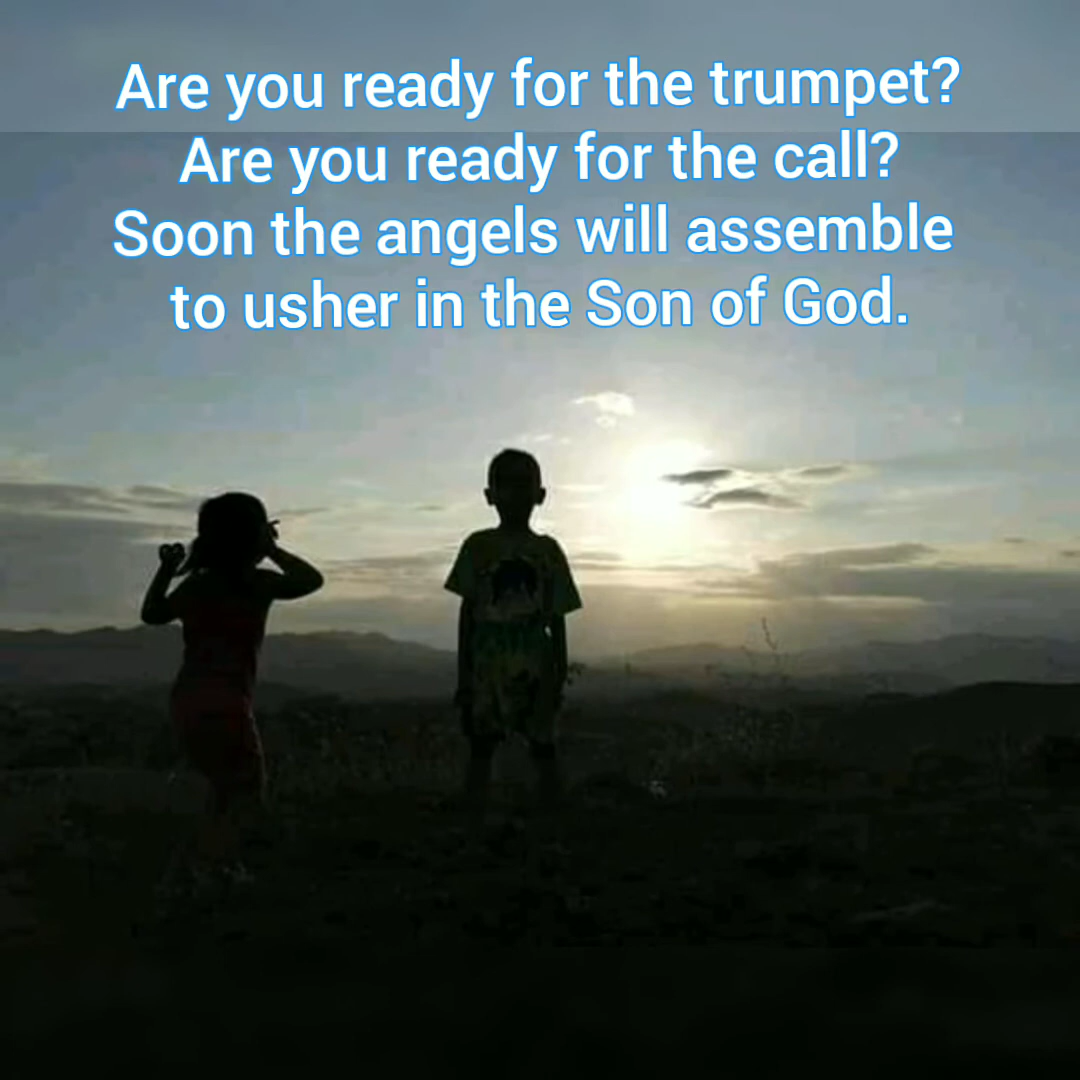 Are you ready for the trumpet?
Are you ready for the call?
Soon the angels will assemble
to usher in the Son of God.